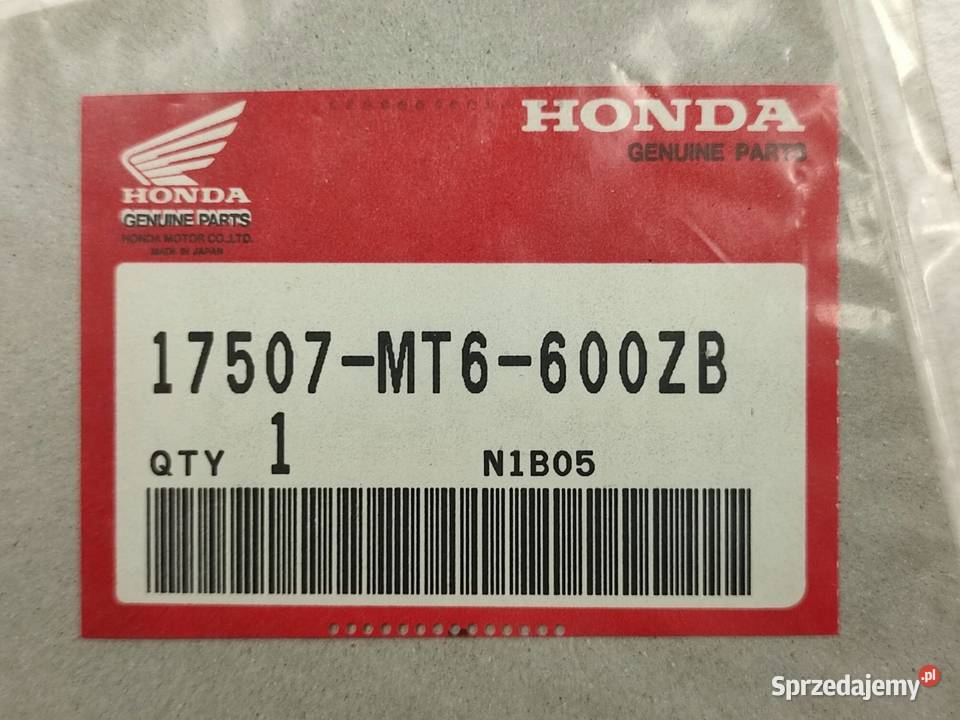 HONDA
GENUINE PARTS
HONDA
GENUINE PARTS
HONDA MOTOR CO.,LTD.
MADE IN JAPAN
17507-MT6-600ZB
QTY 1 N1B05
Sprzedajemy.pl